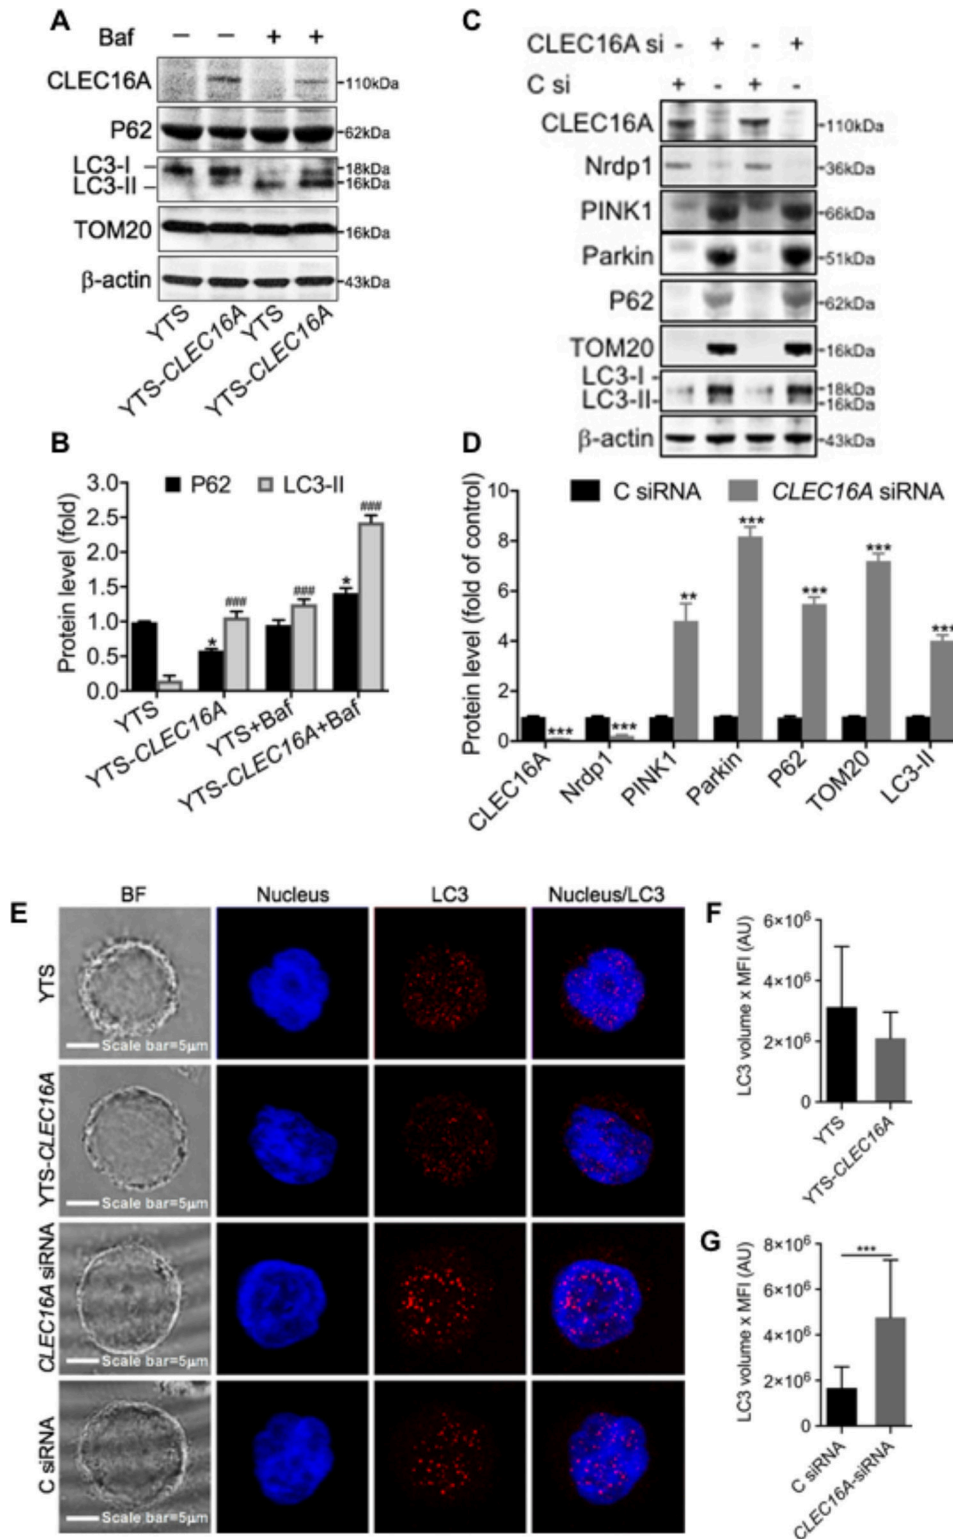 A
Baf − − + +
CLEC16A
110kDa
P62
62kDa
LC3-I
18kDa
LC3-II
16kDa
TOM20
16kDa
β-actin
43kDa
YTS
YTS-CLEC16A
YTS
YTS-CLEC16A
C
CLEC16A si - + - +
C si + - + -
CLEC16A
110kDa
Nrdp1
36kDa
PINK1
66kDa
Parkin
51kDa
P62
62kDa
TOM20
16kDa
LC3-I
18kDa
LC3-II
16kDa
β-actin
43kDa
B
P62 LC3-II
Protein level (fold)
3.0
2.5
2.0
1.5
1.0
0.5
0.0
*
###
###
*
###
YTS
YTS-CLEC16A
YTS+Baf
YTS-CLEC16A+Baf
D
C siRNA CLEC16A siRNA
Protein level (fold of control)
10
8
6
4
2
0
***
***
**
***
***
***
***
CLEC16A
Nrdp1
PINK1
Parkin
P62
TOM20
LC3-II
E
BF Nucleus LC3 Nucleus/LC3
YTS
Scale bar=5μm
YTS-CLEC16A
Scale bar=5μm
CLEC16A siRNA
Scale bar=5μm
C siRNA
Scale bar=5μm
F
LC3 volume x MFI (AU)
6×10⁶
4×10⁶
2×10⁶
0
YTS
YTS-CLEC16A
G
LC3 volume x MFI (AU)
8×10⁶
6×10⁶
4×10⁶
2×10⁶
0
***
C siRNA
CLEC16A-siRNA